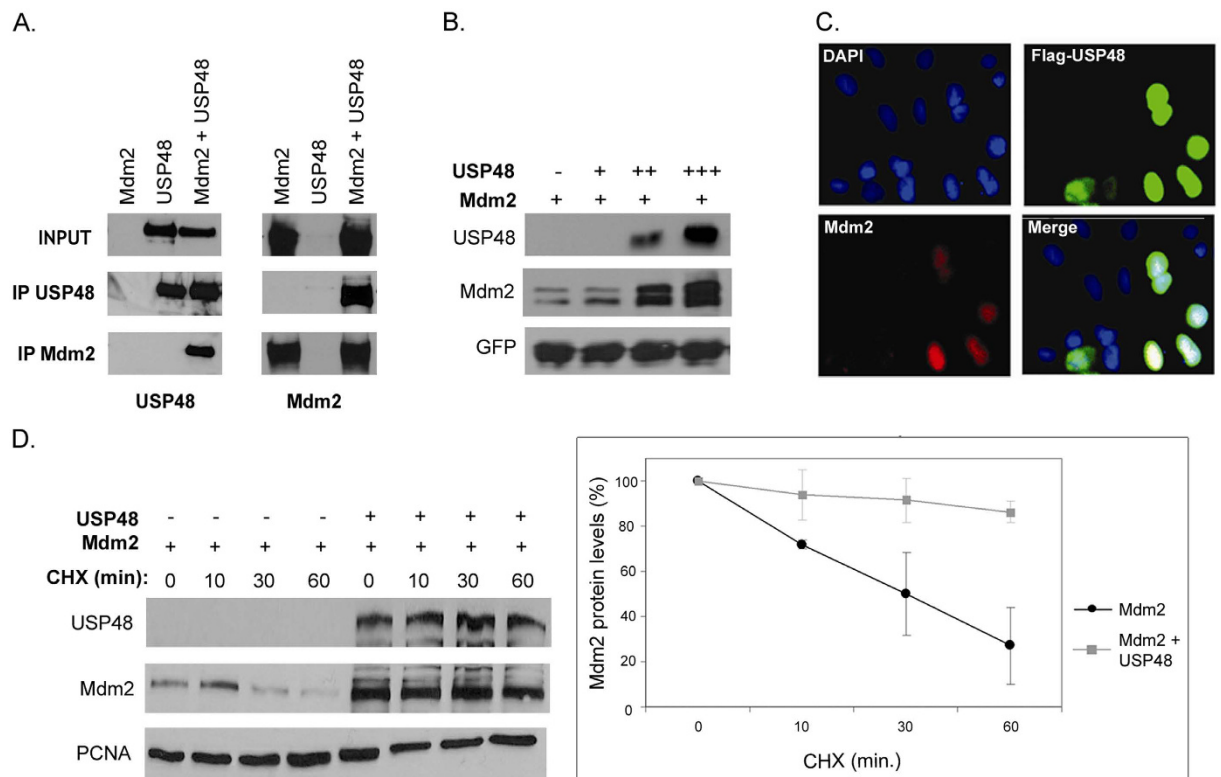 A.
Mdm2
USP48
Mdm2 + USP48
Mdm2
USP48
Mdm2 + USP48
INPUT
IP USP48
IP Mdm2
USP48
Mdm2
B.
USP48 - + ++ +++
Mdm2 + + + +
USP48
Mdm2
GFP
C.
DAPI
Flag-USP48
Mdm2
Merge
D.
USP48 - - - - + + + +
Mdm2 + + + + + + + +
CHX (min): 0 10 30 60 0 10 30 60
USP48
Mdm2
PCNA
Mdm2 protein levels (%)
100
80
60
40
20
0
0 10 30 60
CHX (min.)
Mdm2
Mdm2 +
USP48